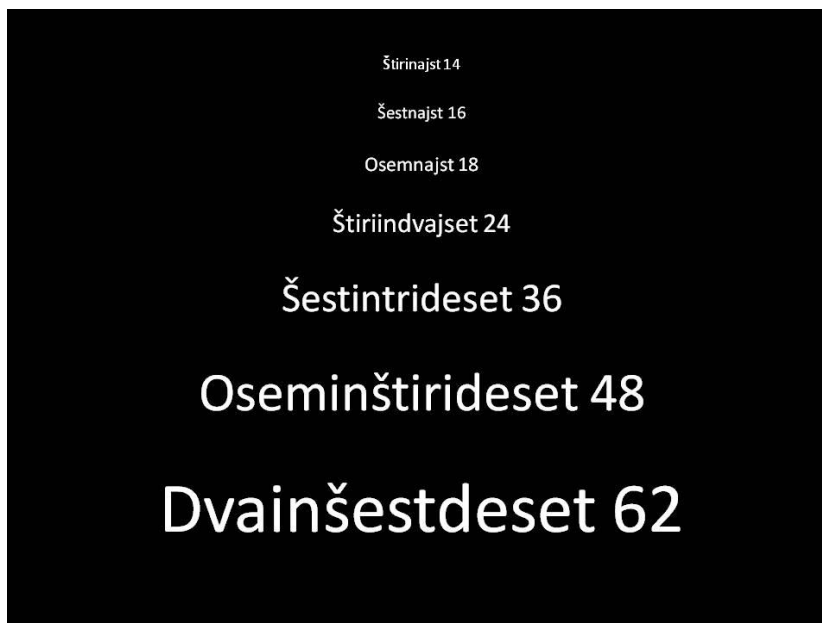 Štirinajst 14
Šestnajst 16
Osemnajst 18
Štiriindvajset 24
Šestintrideset 36
Oseminštirideset 48
Dvainšestdeset 62